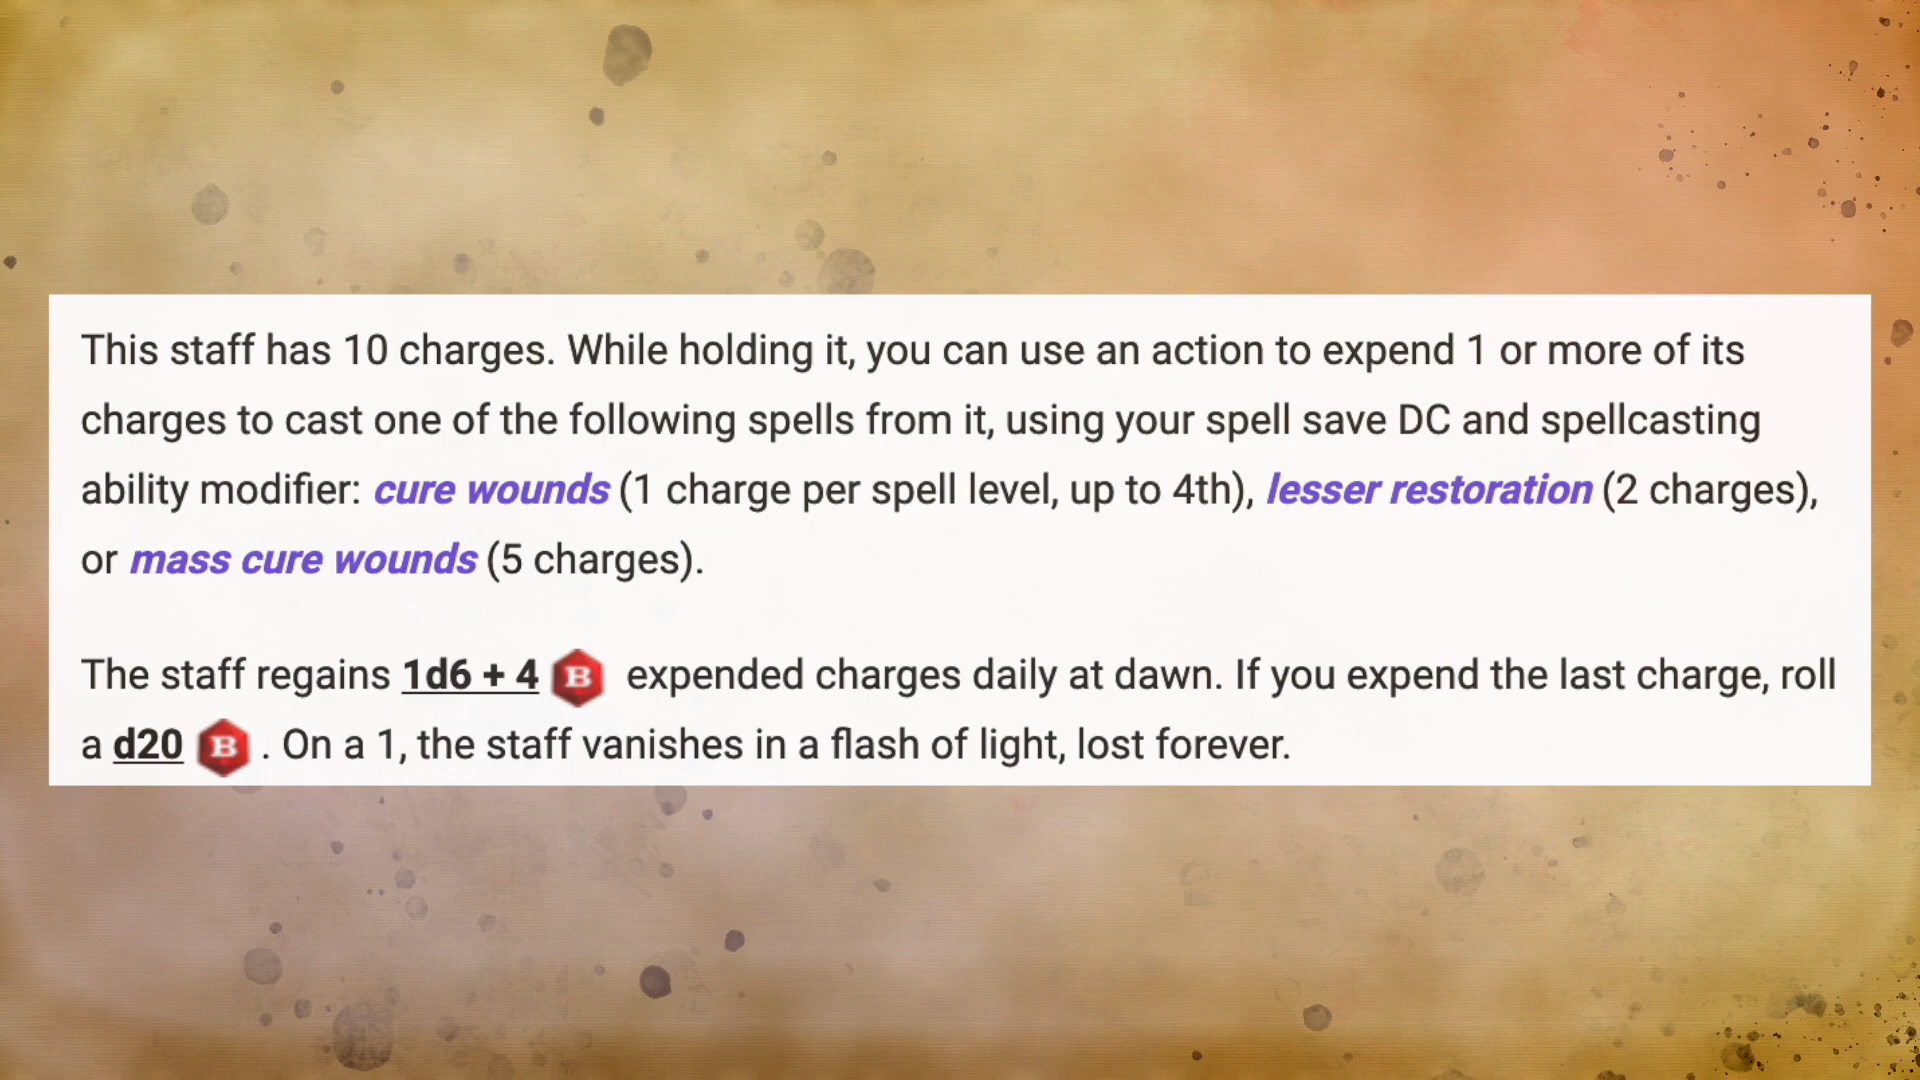 This staff has 10 charges. While holding it, you can use an action to expend 1 or more of its
charges to cast one of the following spells from it, using your spell save DC and spellcasting
ability modifier: cure wounds (1 charge per spell level, up to 4th), lesser restoration (2 charges),
or mass cure wounds (5 charges).
The staff regains 1d6 + 4 B expended charges daily at dawn. If you expend the last charge, roll
a d20 B . On a 1, the staff vanishes in a flash of light, lost forever.